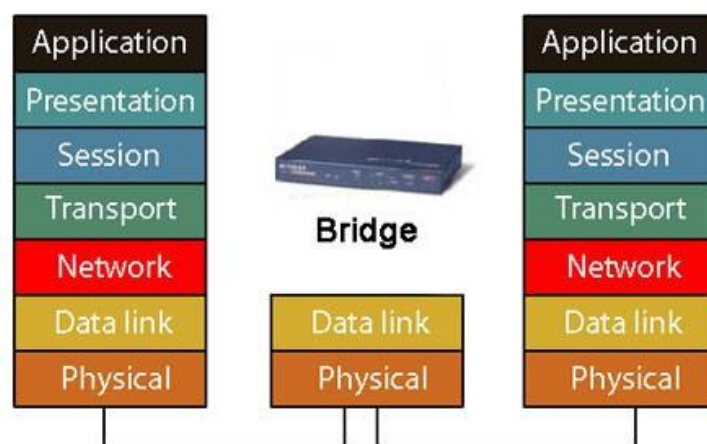 Application
Presentation
Session
Transport
Network
Data link
Physical
Bridge
Data link
Physical
Application
Presentation
Session
Transport
Network
Data link
Physical